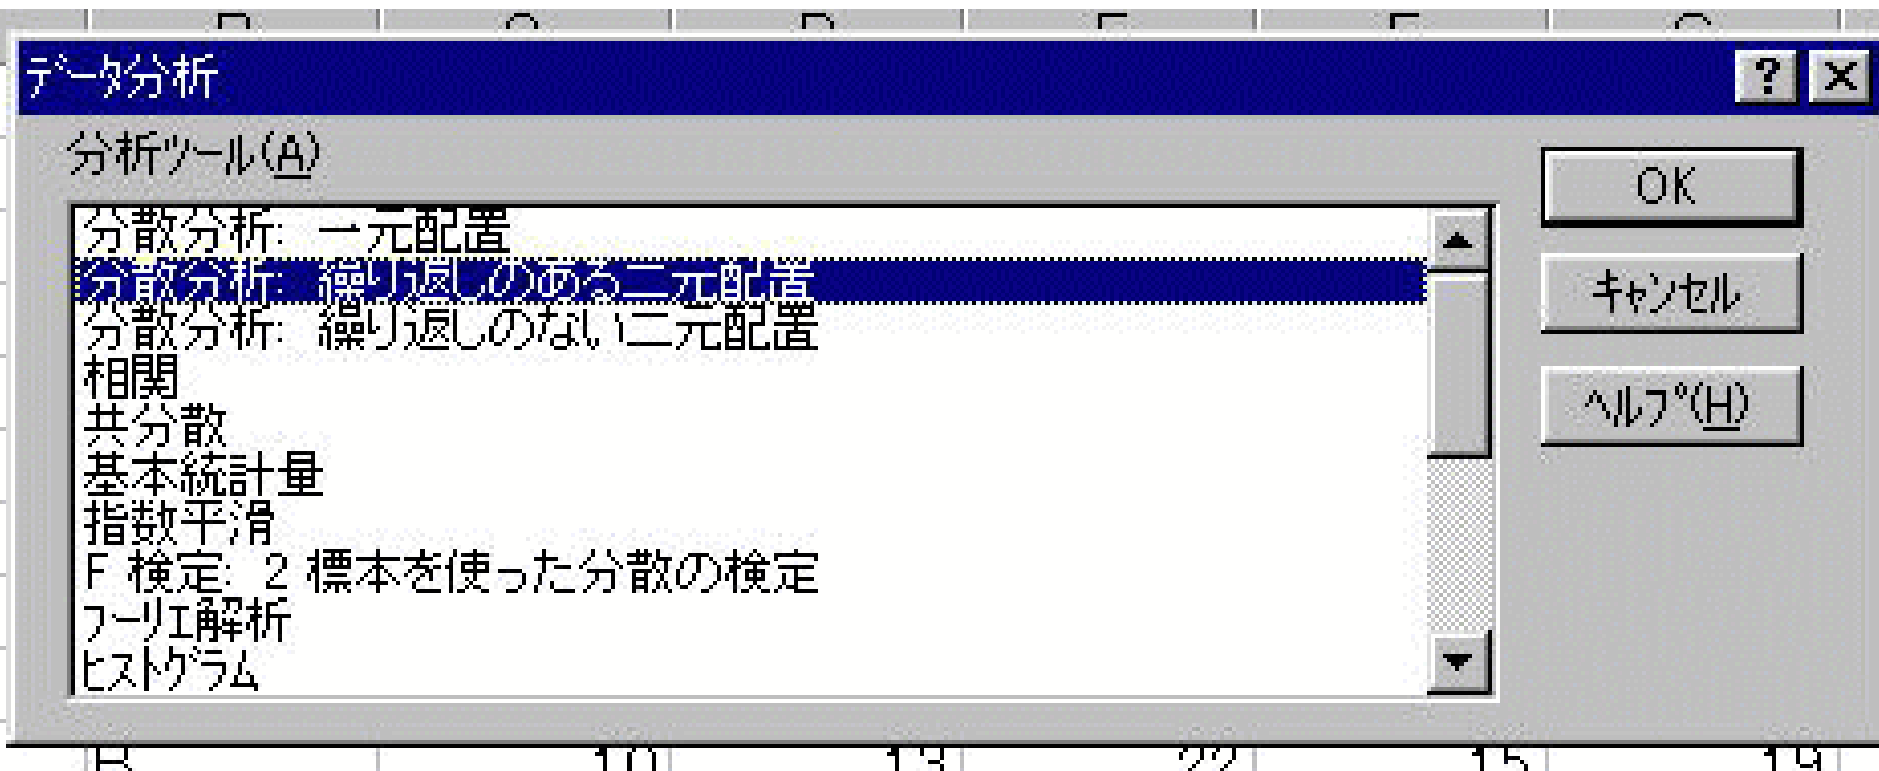 データ分析
分析ツール(A)
OK
分散分析: 一元配置
分散分析: 繰り返しのある二元配置
キャンセル
分散分析: 繰り返しのない二元配置
相関
ヘルプ(H)
共分散
基本統計量
指数平滑
F 検定: 2 標本を使った分散の検定
フーリエ解析
ヒストグラム